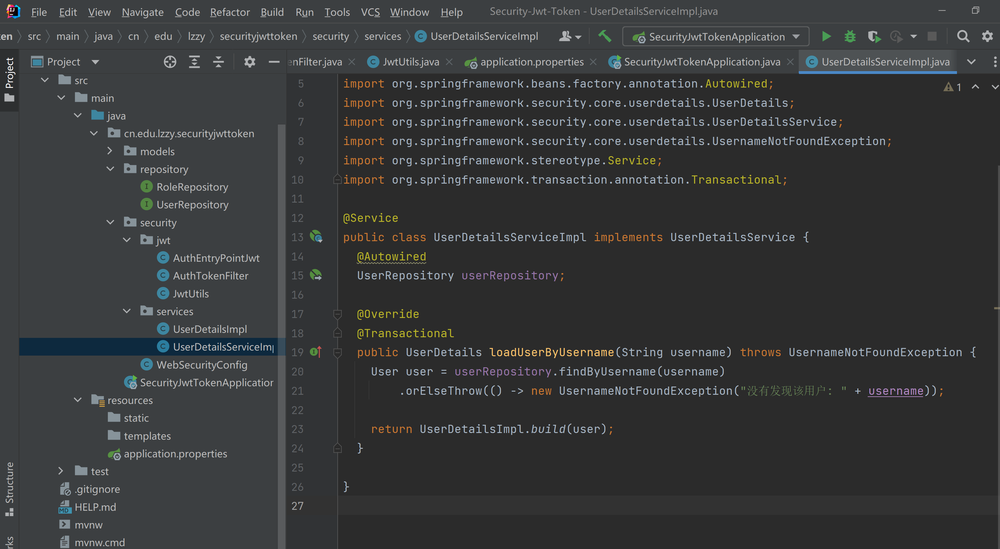 File Edit View Navigate Code Refactor Build Run Tools VCS Window Help Security-Jwt-Token - UserDetailsServiceImpl.java
en src main java cn edu lzzy securityjwttoken security services UserDetailsServiceImpl SecurityJwtTokenApplication
Project
Project
enFilter.java JwtUtils.java application.properties SecurityJwtTokenApplication.java UserDetailsServiceImpl.java
src
main
java
cn.edu.lzzy.securityjwttoken
models
repository
RoleRepository
UserRepository
security
jwt
AuthEntryPointJwt
AuthTokenFilter
JwtUtils
services
UserDetailsImpl
UserDetailsServiceImp
WebSecurityConfig
SecurityJwtTokenApplication
resources
static
templates
application.properties
test
.gitignore
HELP.md
mvnw
mvnw.cmd
Structure
rks
1
5 import org.springframework.beans.factory.annotation.Autowired;
6 import org.springframework.security.core.userdetails.UserDetails;
7 import org.springframework.security.core.userdetails.UserDetailsService;
8 import org.springframework.security.core.userdetails.UsernameNotFoundException;
9 import org.springframework.stereotype.Service;
10 import org.springframework.transaction.annotation.Transactional;
11
12 @Service
13 public class UserDetailsServiceImpl implements UserDetailsService {
14 @Autowired
15 UserRepository userRepository;
16
17 @Override
18 @Transactional
19 public UserDetails loadUserByUsername(String username) throws UsernameNotFoundException {
20 User user = userRepository.findByUsername(username)
21 .orElseThrow(() -> new UsernameNotFoundException("没有发现该用户: " + username));
22
23 return UserDetailsImpl.build(user);
24 }
25
26 }
27